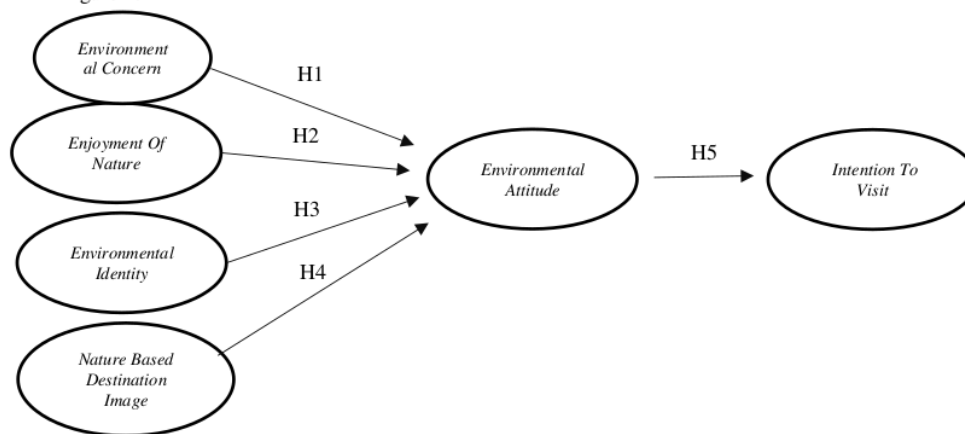 Environment
al Concern
H1
Enjoyment Of
Nature
H2
Environmental
Identity
H3
Nature Based
Destination
Image
H4
Environmental
Attitude
H5
Intention To
Visit